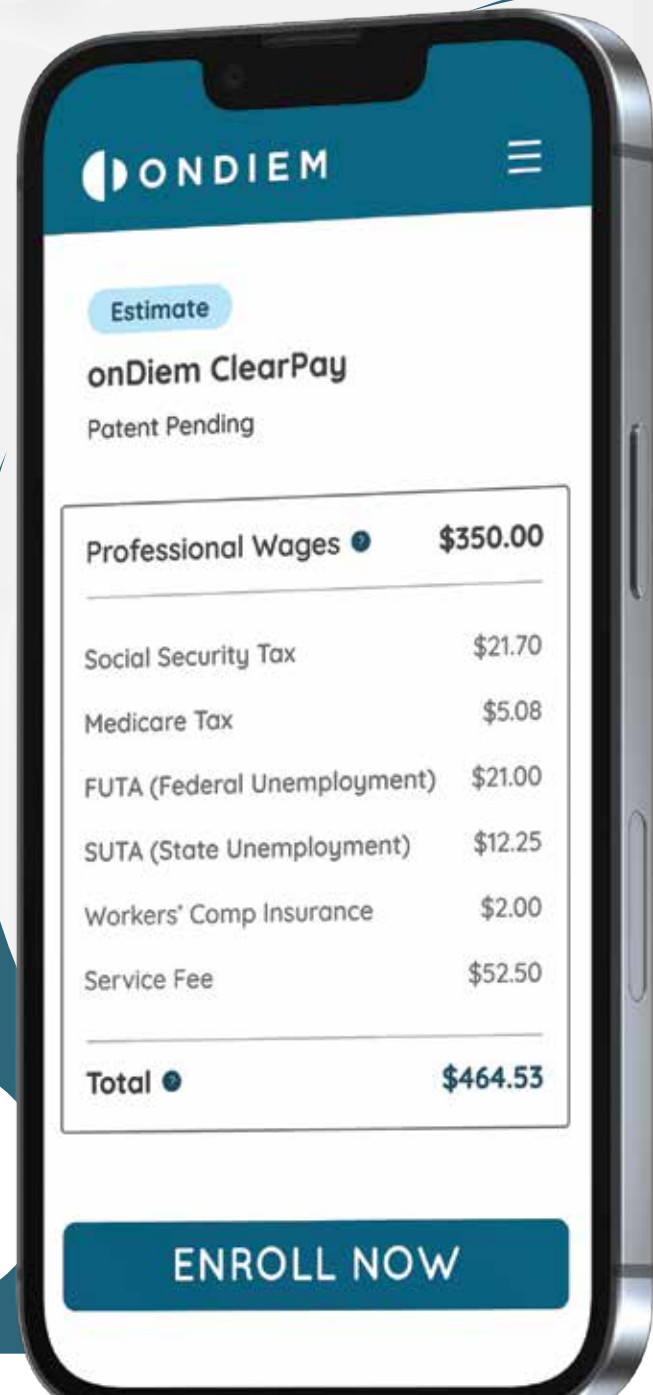 ONDIEM
Estimate
onDiem ClearPay
Patent Pending
Professional Wages ? $350.00
Social Security Tax $21.70
Medicare Tax $5.08
FUTA (Federal Unemployment) $21.00
SUTA (State Unemployment) $12.25
Workers' Comp Insurance $2.00
Service Fee $52.50
Total ? $464.53
ENROLL NOW